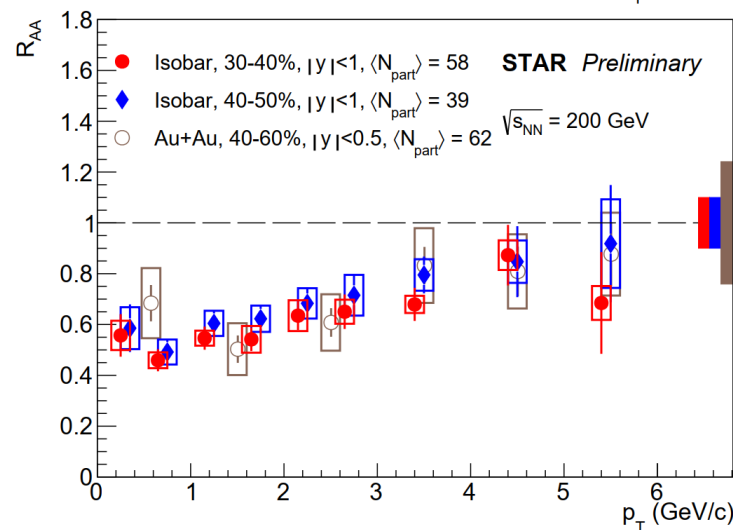 R_AA
1.8
1.6
1.4
1.2
1
0.8
0.6
0.4
0.2
0
Isobar, 30-40%, |y|<1, ⟨N_part⟩ = 58
Isobar, 40-50%, |y|<1, ⟨N_part⟩ = 39
Au+Au, 40-60%, |y|<0.5, ⟨N_part⟩ = 62
STAR Preliminary
√s_NN = 200 GeV
0 1 2 3 4 5 6
p_T (GeV/c)